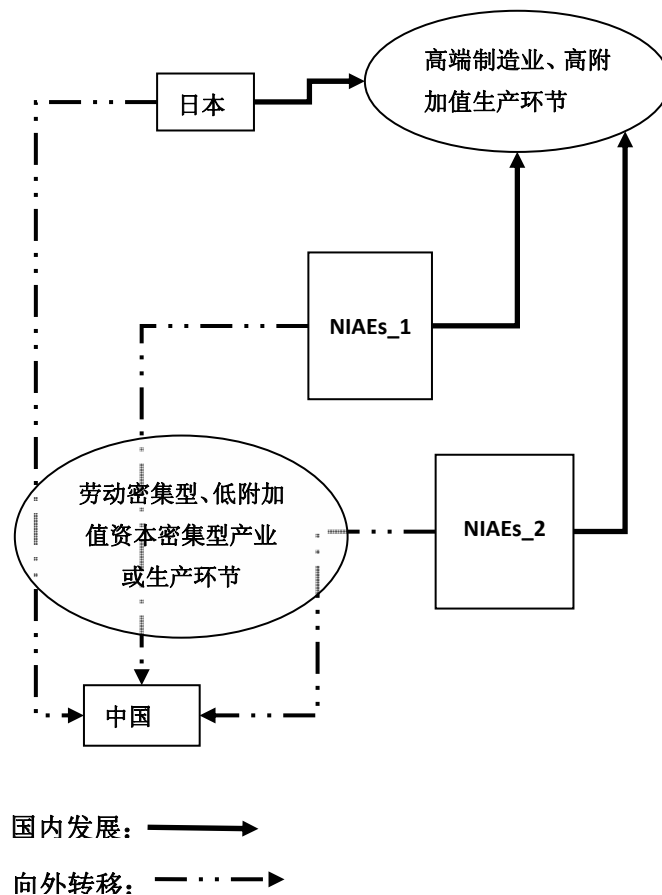 高端制造业、高附
加值生产环节
日本
NIAEs_1
劳动密集型、低附加
值资本密集型产业
或生产环节
NIAEs_2
中国
国内发展：
向外转移：